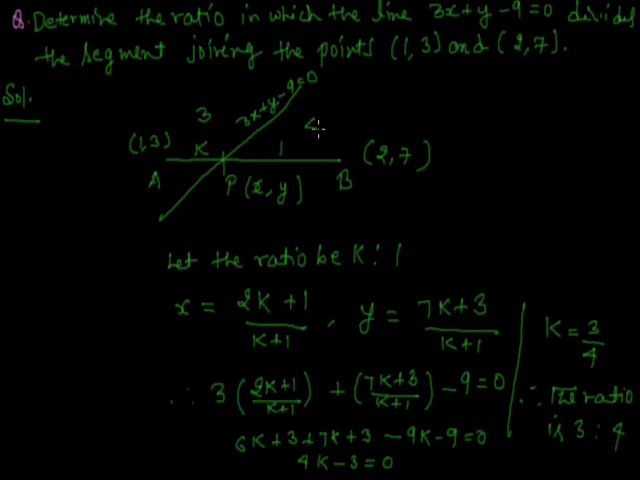 Q. Determine the ratio in which the line 3x+y-9=0 divides
the segment joining the points (1,3) and (2,7).
Sol.
3x+y-9=0
3
(1,3) K 1 (2,7)
A P(x,y) B
Let the ratio be K:1
x = 2K+1/K+1, y = 7K+3/K+1
K = 3/4
∴ 3(2K+1/K+1) + (7K+3/K+1) -9=0
∴ The ratio
is 3:4
6K+3+7K+3-9K-9=0
4K-3=0